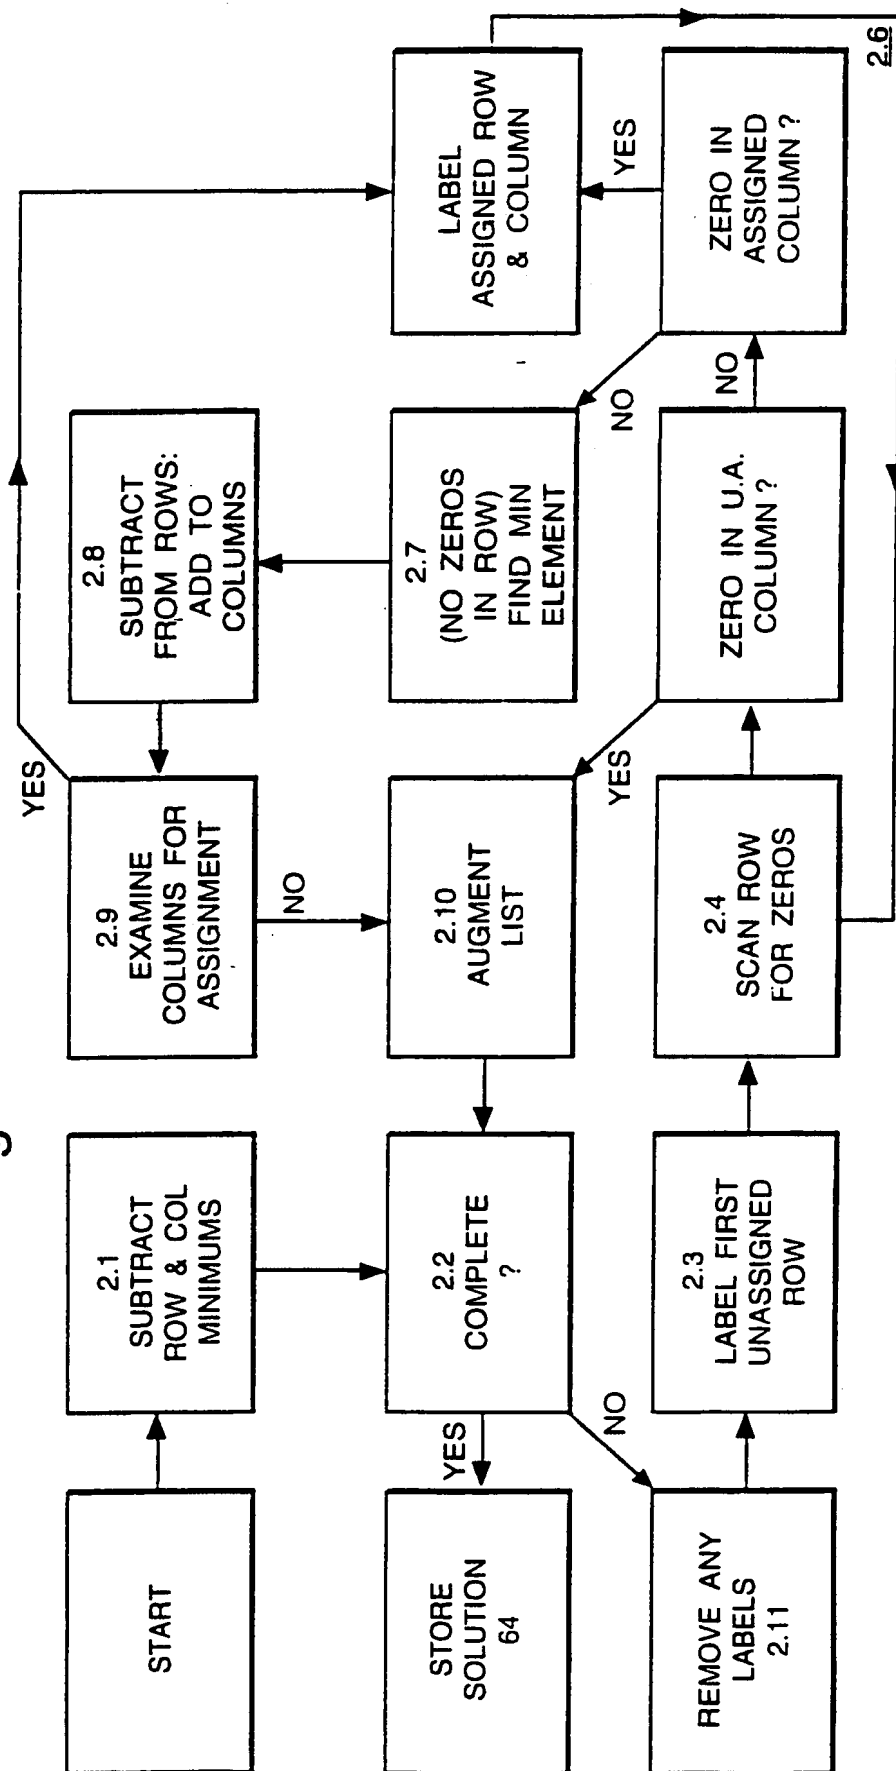 START
2.1
SUBTRACT
ROW & COL
MINIMUMS
2.9
EXAMINE
COLUMNS FOR
ASSIGNMENT
YES
2.8
SUBTRACT
FROM ROWS:
ADD TO
COLUMNS
NO
STORE
SOLUTION
64
YES
2.2
COMPLETE
?
2.10
AUGMENT
LIST
2.7
(NO ZEROS
IN ROW)
FIND MIN
ELEMENT
LABEL
ASSIGNED ROW
& COLUMN
NO
YES
NO
YES
REMOVE ANY
LABELS
2.11
2.3
LABEL FIRST
UNASSIGNED
ROW
2.4
SCAN ROW
FOR ZEROS
ZERO IN U.A.
COLUMN?
NO
ZERO IN
ASSIGNED
COLUMN?
2.6